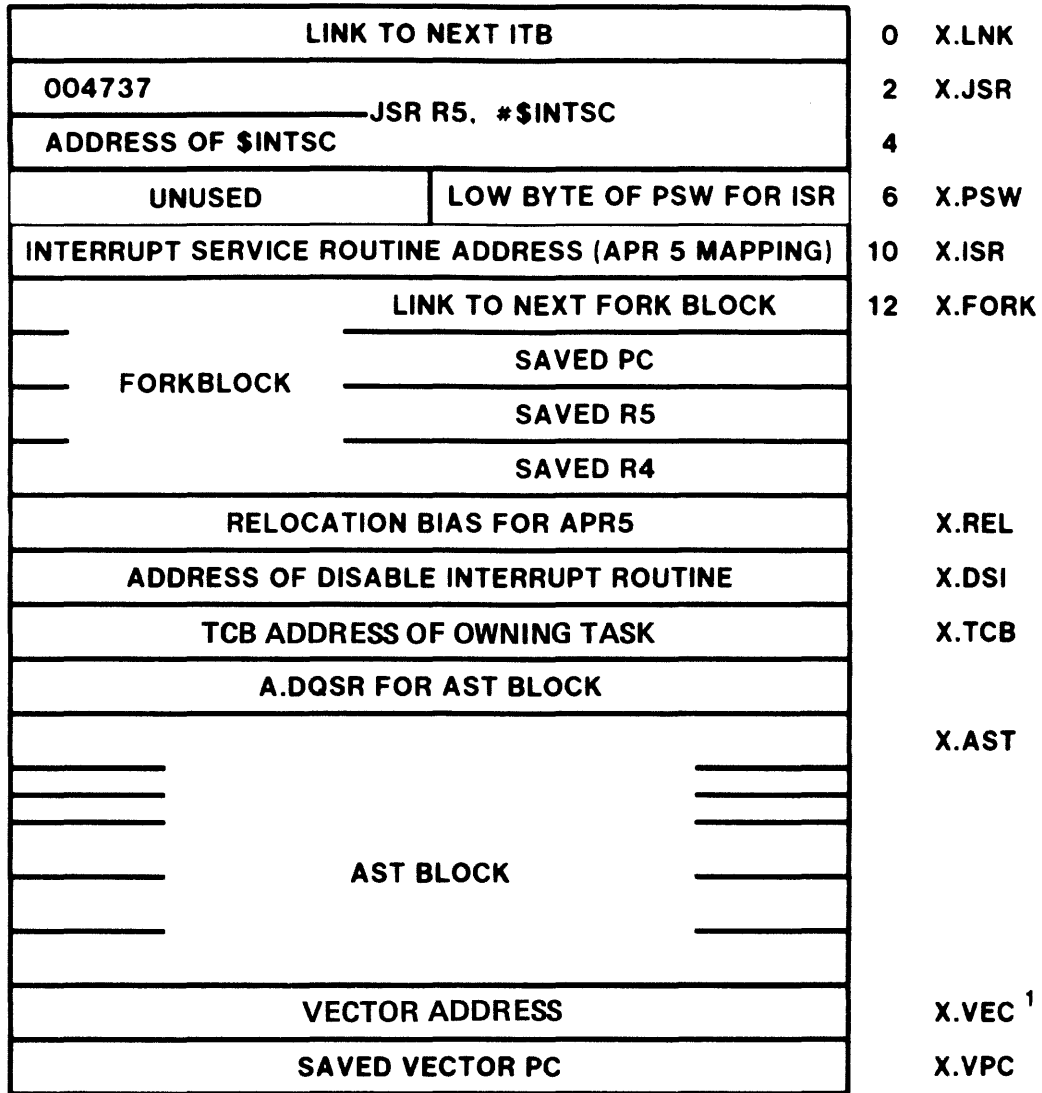 LINK TO NEXT ITB 0 X.LNK
004737 2 X.JSR
JSR R5, #$INTSC
ADDRESS OF $INTSC 4
UNUSED LOW BYTE OF PSW FOR ISR 6 X.PSW
INTERRUPT SERVICE ROUTINE ADDRESS (APR 5 MAPPING) 10 X.ISR
LINK TO NEXT FORK BLOCK 12 X.FORK
SAVED PC
FORKBLOCK
SAVED R5
SAVED R4
RELOCATION BIAS FOR APR5 X.REL
ADDRESS OF DISABLE INTERRUPT ROUTINE X.DSI
TCB ADDRESS OF OWNING TASK X.TCB
A.DQSR FOR AST BLOCK
X.AST
AST BLOCK
VECTOR ADDRESS X.VEC 1
SAVED VECTOR PC X.VPC